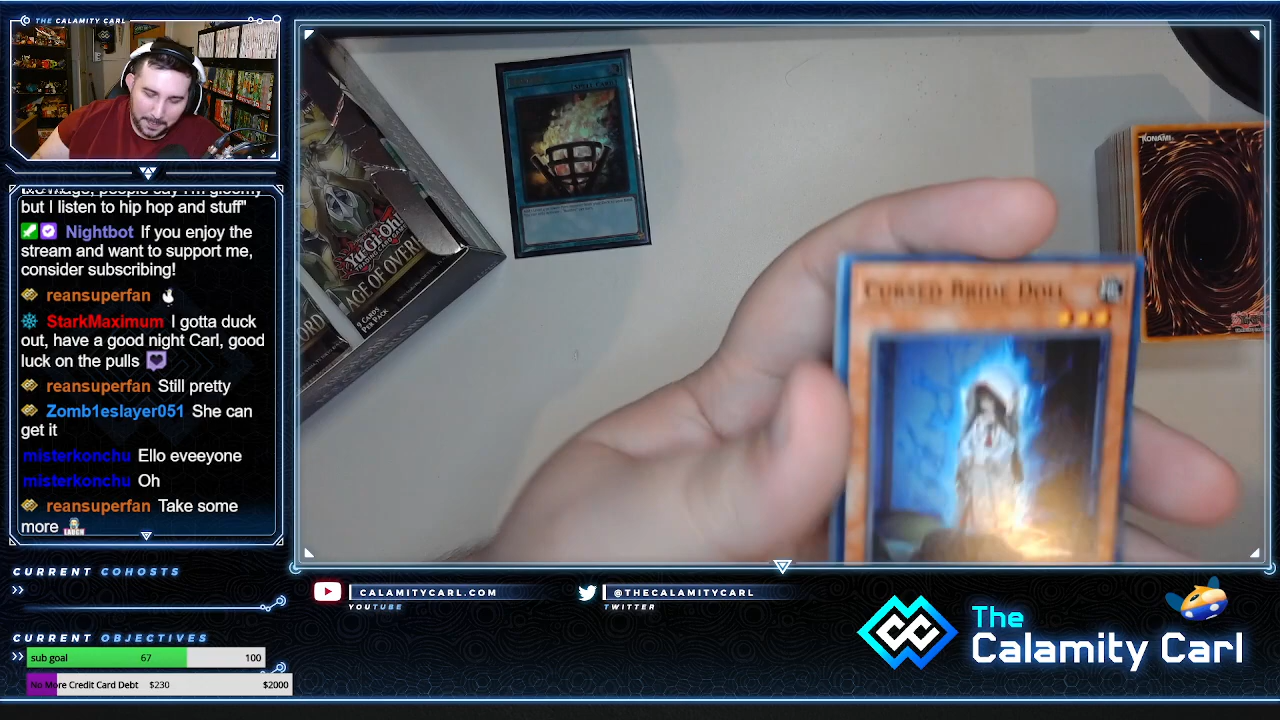 THE CALAMITY CARL
but I listen to hip hop and stuff"
Nightbot If you enjoy the
stream and want to support me,
consider subscribing!
reansuperfan
StarkMaximum I gotta duck
out, have a good night Carl, good
luck on the pulls
reansuperfan Still pretty
Zomb1eslayer051 She can
get it
misterkonchu Ello eveeyone
misterkonchu Oh
reansuperfan Take some
more
CURRENT COHOSTS
CURRENT OBJECTIVES
sub goal 67 100
No More Credit Card Debt $230 $2000
Yu-Gi-Oh!
TRADING CARD GAME
AGE OF OVER
9 CARDS
PER PACK
KONAMI
CURSED BRIDE DOLL
CALAMITYCARL.COM
YOUTUBE
@THECALAMITYCARL
TWITTER
The
Calamity Carl